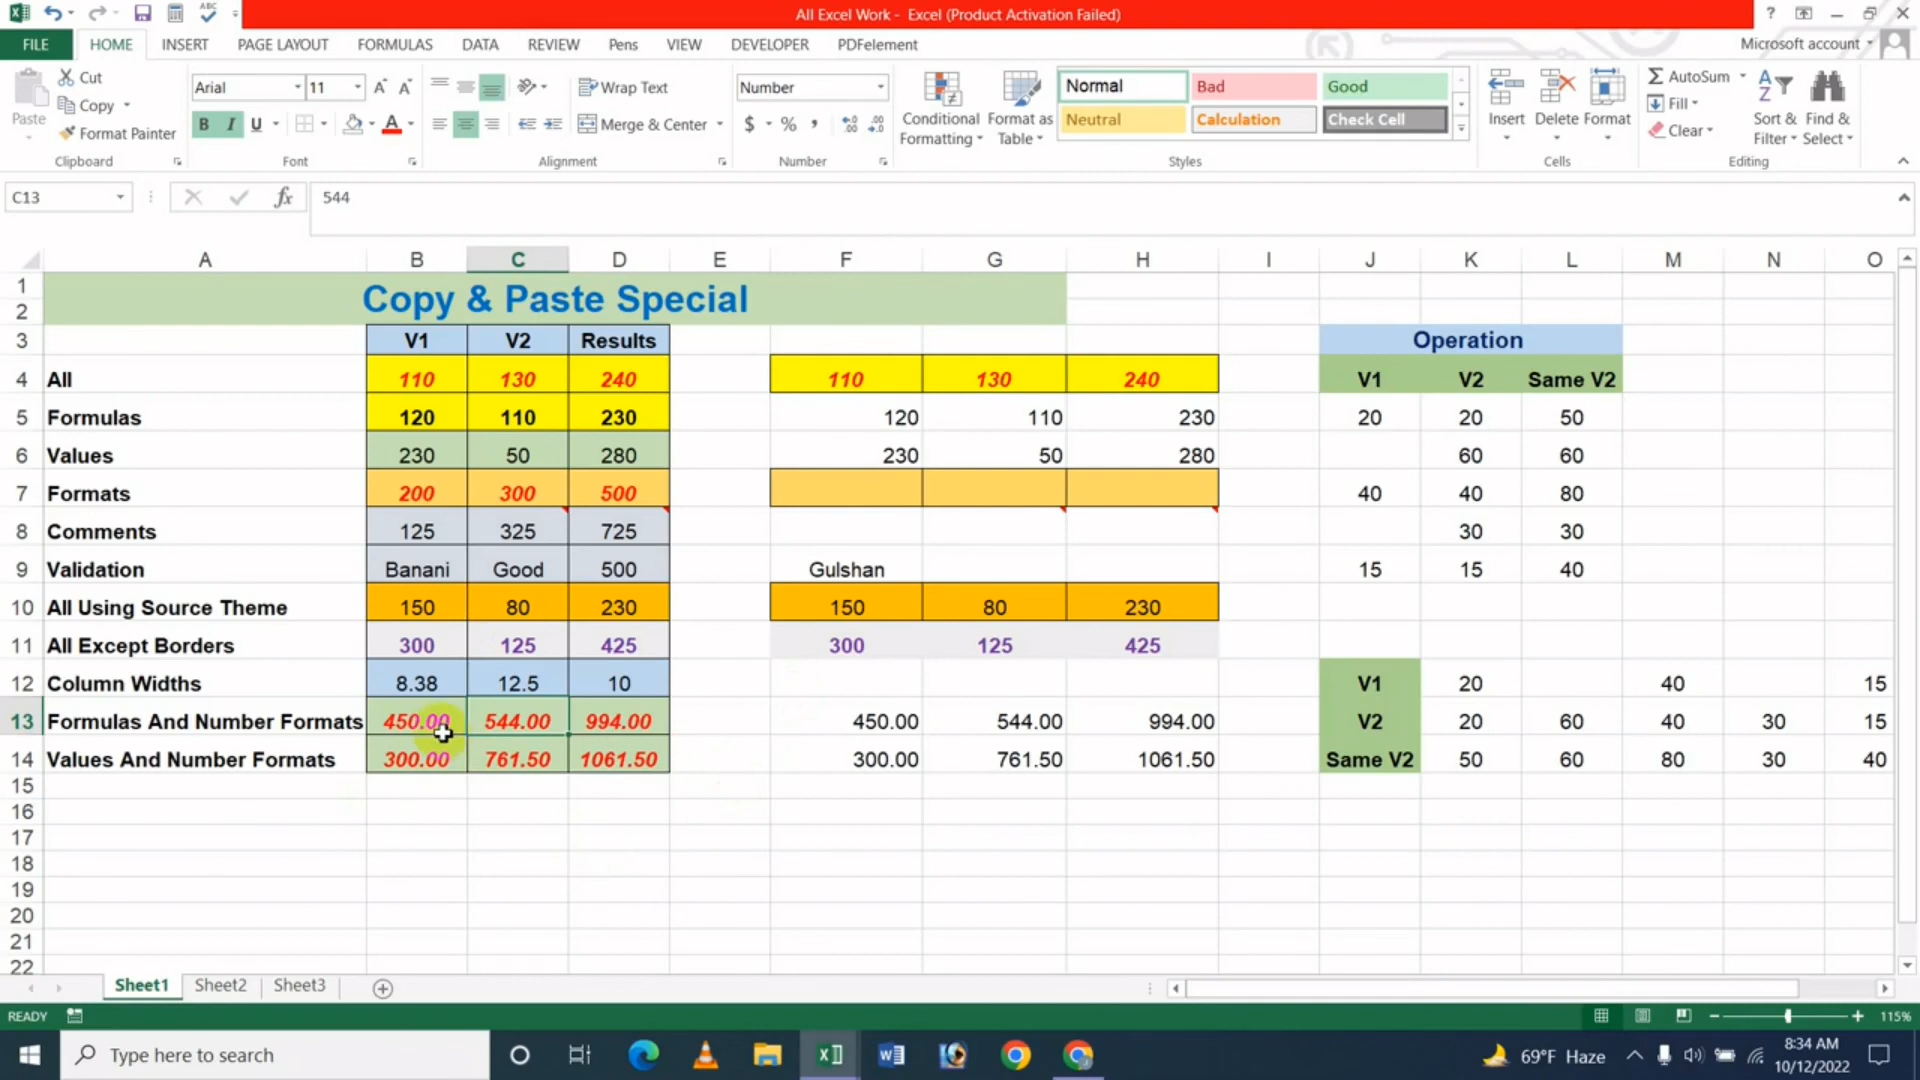 All Excel Work - Excel (Product Activation Failed)
FILE HOME INSERT PAGE LAYOUT FORMULAS DATA REVIEW Pens VIEW DEVELOPER PDFelement Microsoft account
Paste Cut Copy Format Painter Clipboard
Arial 11 B I U A Font
Wrap Text Merge & Center Alignment
Number $ % , Number
Conditional Formatting Format as Table
Normal Bad Good
Neutral Calculation Check Cell
Styles
Insert Delete Format Cells
AutoSum Fill Clear Sort & Filter Find & Select Editing
C13 fx 544
A B C D E F G H I J K L M N O
1
2 Copy & Paste Special
3 V1 V2 Results Operation
4 All 110 130 240 110 130 240 V1 V2 Same V2
5 Formulas 120 110 230 120 110 230 20 20 50
6 Values 230 50 280 230 50 280 60 60
7 Formats 200 300 500 40 40 80
8 Comments 125 325 725 30 30
9 Validation Banani Good 500 Gulshan 15 15 40
10 All Using Source Theme 150 80 230 150 80 230
11 All Except Borders 300 125 425 300 125 425
12 Column Widths 8.38 12.5 10 V1 20 40 15
13 Formulas And Number Formats 450.00 544.00 994.00 450.00 544.00 994.00 V2 20 60 40 30 15
14 Values And Number Formats 300.00 761.50 1061.50 300.00 761.50 1061.50 Same V2 50 60 80 30 40
15
16
17
18
19
20
21
22
Sheet1 Sheet2 Sheet3
READY 115%
Type here to search 69°F Haze 8:34 AM
10/12/2022